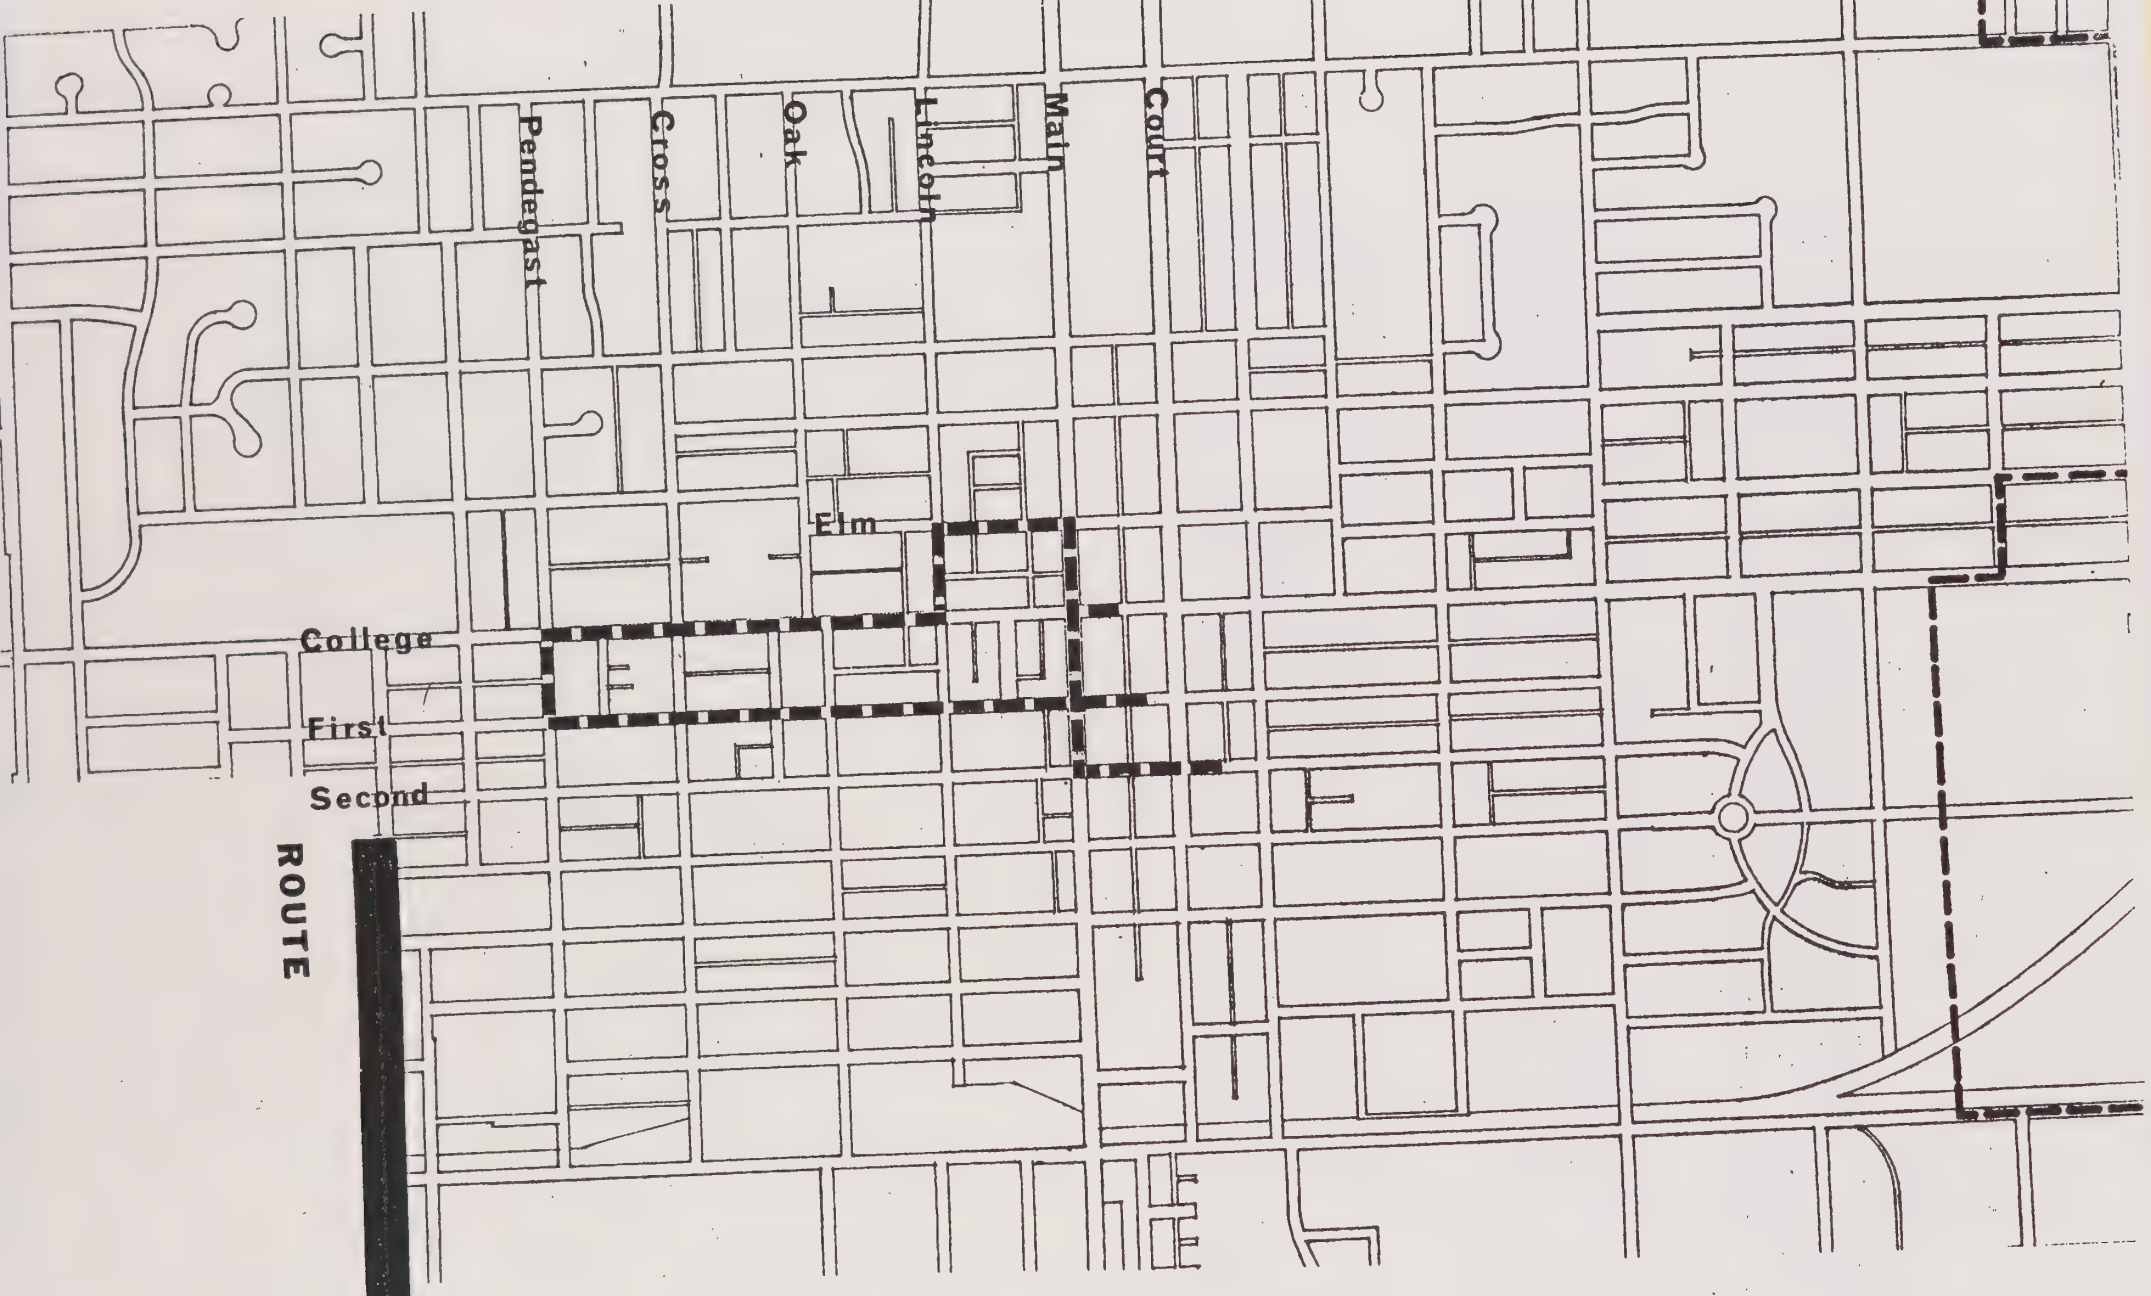 Pendegast
Cross
Oak
Lincoln
Main
Court
Elm
College
First
Second
ROUTE